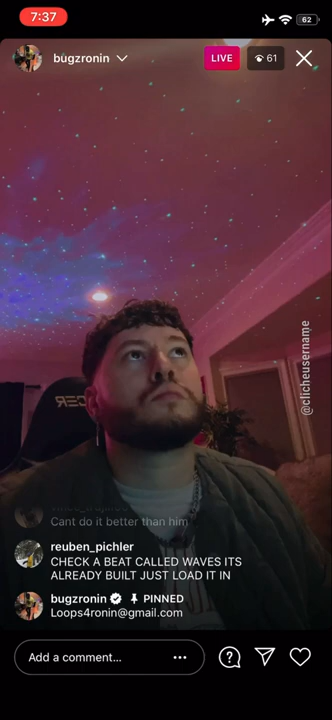 7:37
62
bugzronin
LIVE
61
@clicheusername
Cant do it better than him
reuben_pichler
CHECK A BEAT CALLED WAVES ITS
ALREADY BUILT JUST LOAD IT IN
bugzronin PINNED
Loops4ronin@gmail.com
Add a comment...